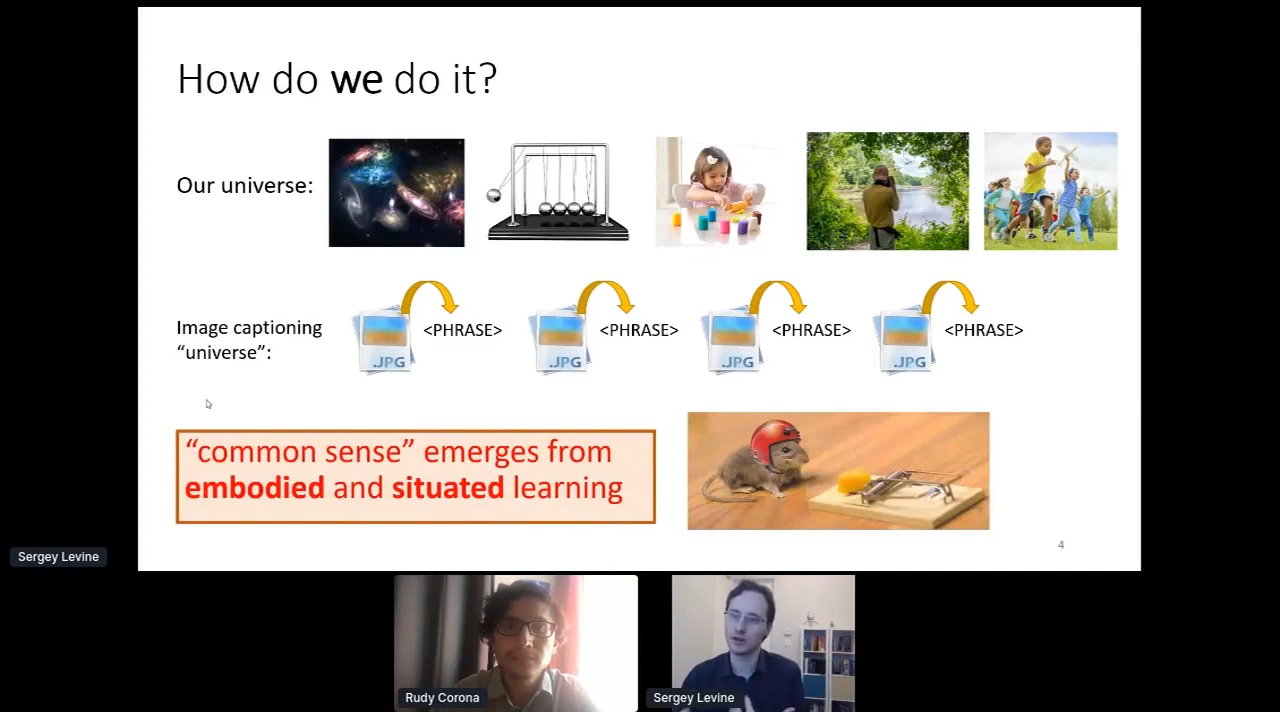 How do we do it?
Our universe:
Image captioning
“universe”:
.JPG
<PHRASE>
.JPG
<PHRASE>
.JPG
<PHRASE>
.JPG
<PHRASE>
“common sense” emerges from
embodied and situated learning
4
Sergey Levine
Rudy Corona
Sergey Levine